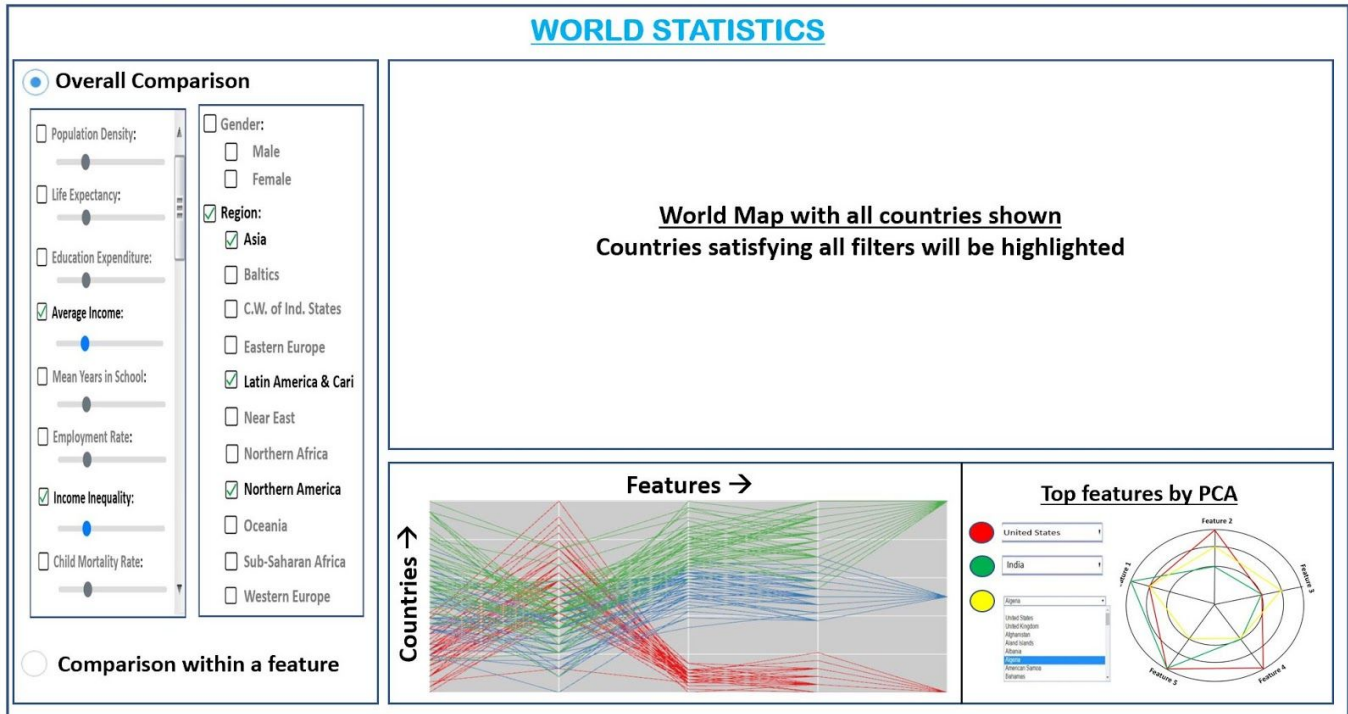 WORLD STATISTICS
Overall Comparison
Population Density:
Life Expectancy:
Education Expenditure:
Average Income:
Mean Years in School:
Employment Rate:
Income Inequality:
Child Mortality Rate:
Gender:
Male
Female
Region:
Asia
Baltics
C.W. of Ind. States
Eastern Europe
Latin America & Cari
Near East
Northern Africa
Northern America
Oceania
Sub-Saharan Africa
Western Europe
Comparison within a feature
World Map with all countries shown
Countries satisfying all filters will be highlighted
Features →
Countries →
Top features by PCA
United States
India
Algeria
United States
United Kingdom
Afghanistan
Aland Islands
Albania
Algeria
American Samoa
Bahamas
Feature 2
eature 1
Feature 3
Feature 5
Feature 4